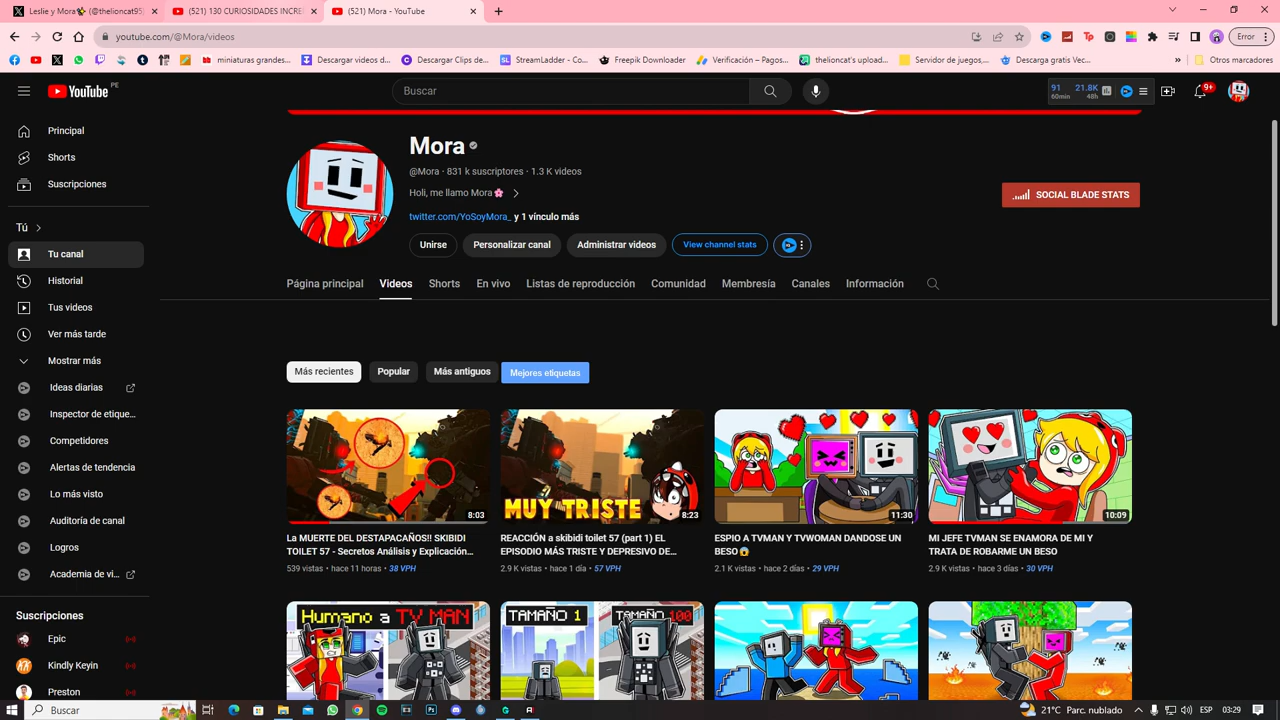 Leslie y Mora (@thelioncat95)
(521) 130 CURIOSIDADES INCRE
(521) Mora - YouTube
youtube.com/@Mora/videos
Error
miniaturas grandes...
Descargar videos d...
Descargar Clips de...
StreamLadder - Co...
Freepik Downloader
Verificación – Pagos...
thelioncat's upload...
Servidor de juegos,...
Descarga gratis Vec...
»
Otros marcadores
YouTube PE
Buscar
91 21.8K
60min 48h
9+
Principal
Shorts
Suscripciones
Tú
Tu canal
Historial
Tus videos
Ver más tarde
Mostrar más
Ideas diarias
Inspector de etique...
Competidores
Alertas de tendencia
Lo más visto
Auditoría de canal
Logros
Academia de vi...
Suscripciones
Epic
Kindly Keyin
Preston
Mora
@Mora · 831 k suscriptores · 1.3 K videos
Holi, me llamo Mora🌸
twitter.com/YoSoyMora_ y 1 vínculo más
Unirse
Personalizar canal
Administrar videos
View channel stats
SOCIAL BLADE STATS
Página principal
Videos
Shorts
En vivo
Listas de reproducción
Comunidad
Membresía
Canales
Información
Más recientes
Popular
Más antiguos
Mejores etiquetas
8:03
MUY TRISTE
8:23
11:30
10:09
La MUERTE DEL DESTAPACAÑOS!! SKIBIDI
TOILET 57 - Secretos Análisis y Explicación...
539 vistas • hace 11 horas • 38 VPH
REACCIÓN a skibidi toilet 57 (part 1) EL
EPISODIO MÁS TRISTE Y DEPRESIVO DE...
2.9 K vistas • hace 1 día • 57 VPH
ESPIO A TVMAN Y TVWOMAN DANDOSE UN
BESO😱
2.1 K vistas • hace 2 días • 29 VPH
MI JEFE TVMAN SE ENAMORA DE MI Y
TRATA DE ROBARME UN BESO
2.9 K vistas • hace 3 días • 30 VPH
Humano a TV MAN
TAMAÑO 1
TAMAÑO 100
Buscar
21°C Parc. nublado
ESP
03:29